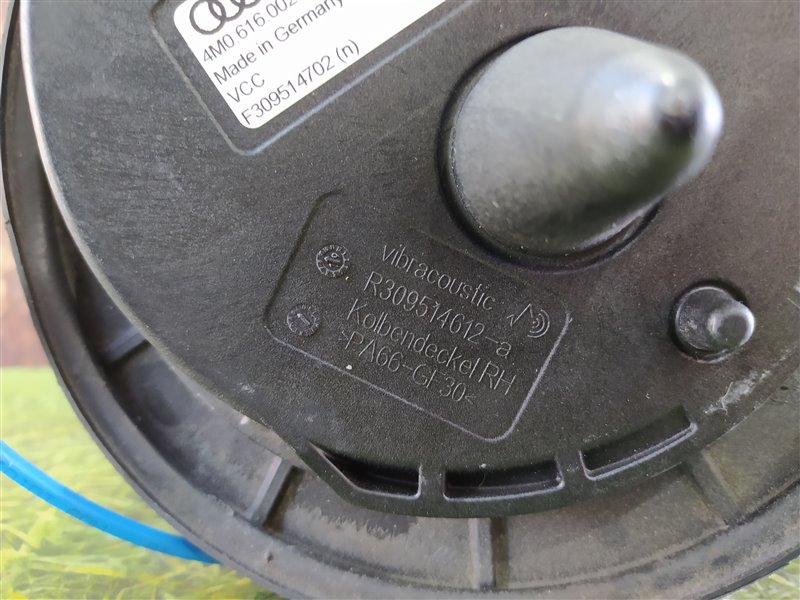 4M0.616.002
Made in Germany
VCC
F309514702 (n)
vibracoustic
R309514612-a
Kolbendeckel RH
>PA66-GF30<